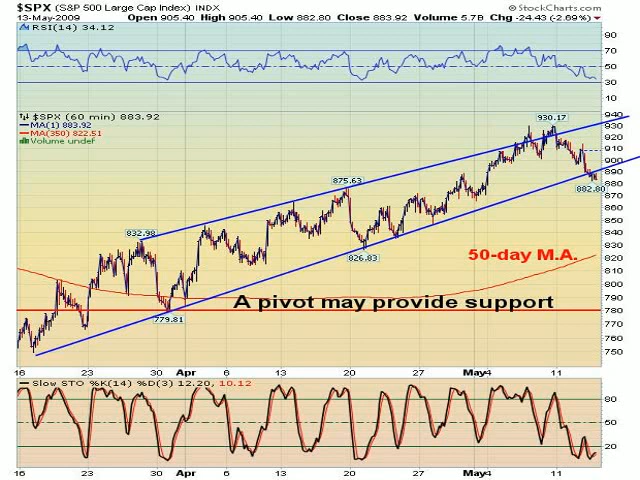 $SPX (S&P 500 Large Cap Index) INDX
© StockCharts.com
13-May-2009
Open 905.40 High 905.40 Low 882.80 Close 883.92 Volume 5.7B Chg -24.43 (-2.69%)
RSI(14) 34.12
90
70
50
30
10
$SPX (60 min) 883.92
MA(1) 883.92
MA(350) 822.51
Volume undef
930.17
875.63
832.98
882.80
826.83
779.81
50-day M.A.
A pivot may provide support
940
930
920
910
900
890
880
870
860
850
840
830
820
810
800
790
780
770
760
750
16 23 Apr 6 13 20 27 May 4 11
Slow STO %K(14) %D(3) 12.20, 10.12
80
50
20
16 23 Apr 6 13 20 27 May 4 11